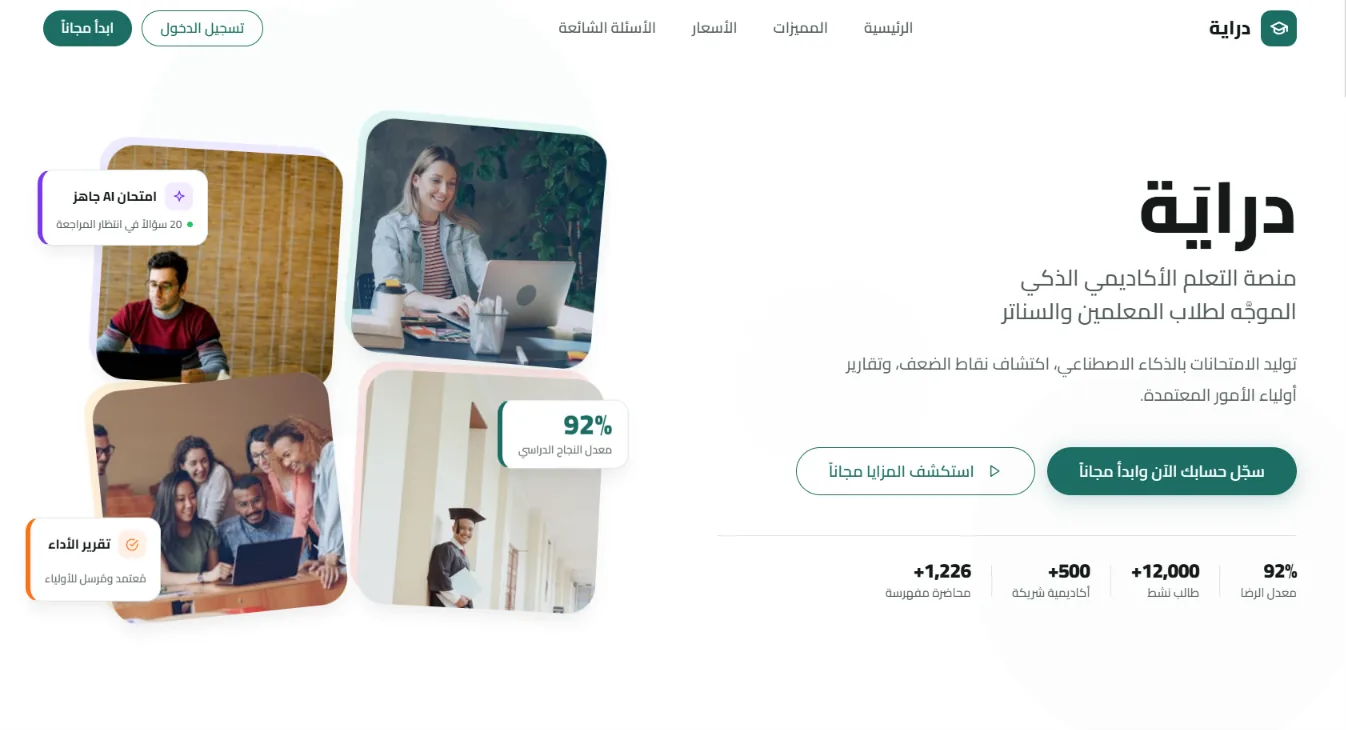 دراية
الرئيسية
المميزات
الأسعار
الأسئلة الشائعة
تسجيل الدخول
ابدأ مجاناً
درايَة
منصة التعلم الأكاديمي الذكي
الموجَّه لطلاب المعلمين والسناتر
توليد الامتحانات بالذكاء الاصطناعي، اكتشاف نقاط الضعف، وتقارير
أولياء الأمور المعتمدة.
سجّل حسابك الآن وابدأ مجاناً
استكشف المزايا مجاناً
92%
معدل الرضا
+12,000
طالب نشط
+500
أكاديمية شريكة
+1,226
محاضرة مفهرسة
امتحان AI جاهز
20 سؤالاً في انتظار المراجعة
92%
معدل النجاح الدراسي
تقرير الأداء
مُعتمد ومُرسل للأولياء